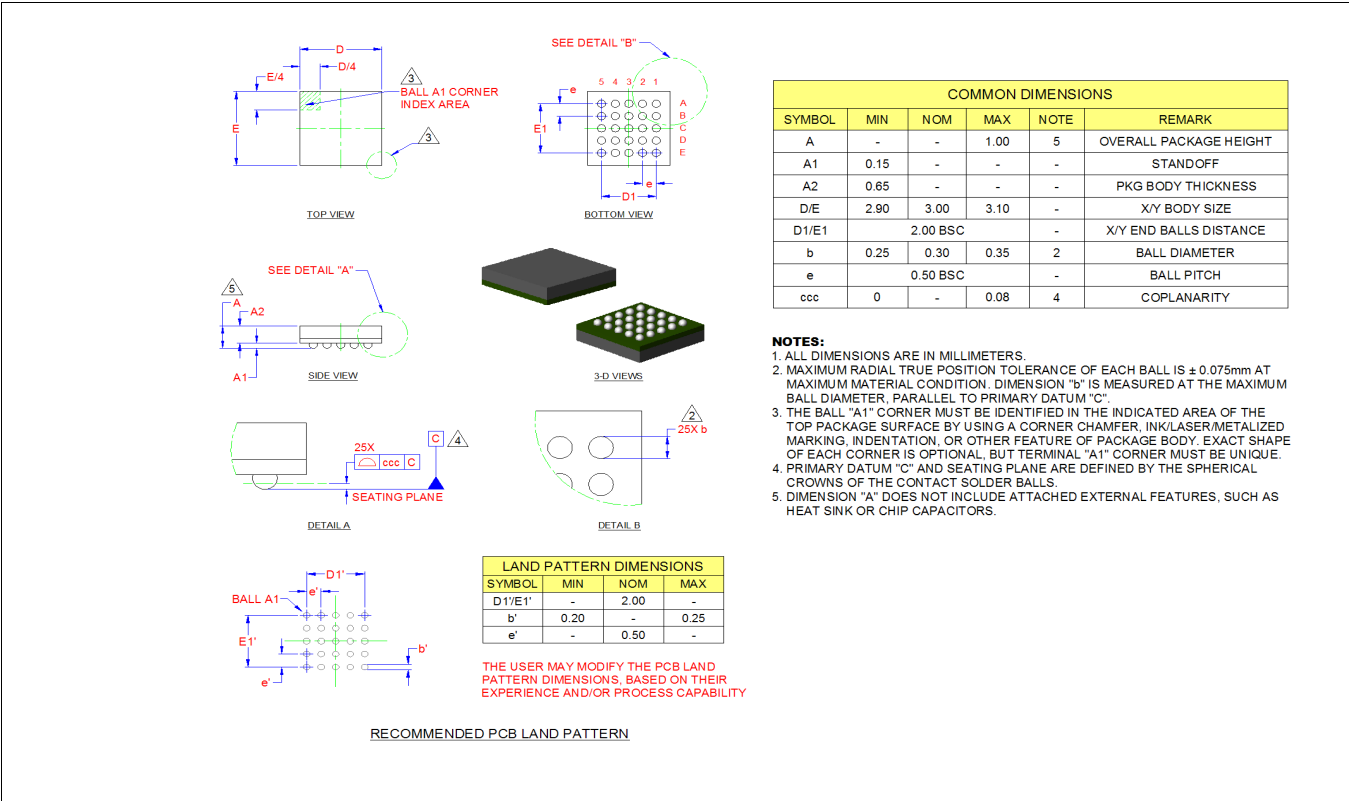 D
D/4
E/4
3
BALL A1 CORNER
INDEX AREA
E
3
TOP VIEW
SEE DETAIL "B"
5 4 3 2 1
e
A
B
E1
C
D
E
e
D1
BOTTOM VIEW
SEE DETAIL "A"
5
A
A2
A1
SIDE VIEW
3-D VIEWS
25X
ccc C
C
4
SEATING PLANE
DETAIL A
2
25X b
DETAIL B
D1'
e'
BALL A1
E1'
b'
e'
LAND PATTERN DIMENSIONS
SYMBOL MIN NOM MAX
D1'/E1' - 2.00 -
b' 0.20 - 0.25
e' - 0.50 -
THE USER MAY MODIFY THE PCB LAND
PATTERN DIMENSIONS, BASED ON THEIR
EXPERIENCE AND/OR PROCESS CAPABILITY
RECOMMENDED PCB LAND PATTERN
COMMON DIMENSIONS
SYMBOL MIN NOM MAX NOTE REMARK
A - - 1.00 5 OVERALL PACKAGE HEIGHT
A1 0.15 - - - STANDOFF
A2 0.65 - - - PKG BODY THICKNESS
D/E 2.90 3.00 3.10 - X/Y BODY SIZE
D1/E1 2.00 BSC - X/Y END BALLS DISTANCE
b 0.25 0.30 0.35 2 BALL DIAMETER
e 0.50 BSC - BALL PITCH
ccc 0 - 0.08 4 COPLANARITY
NOTES:
1. ALL DIMENSIONS ARE IN MILLIMETERS.
2. MAXIMUM RADIAL TRUE POSITION TOLERANCE OF EACH BALL IS ± 0.075mm AT
MAXIMUM MATERIAL CONDITION. DIMENSION "b" IS MEASURED AT THE MAXIMUM
BALL DIAMETER, PARALLEL TO PRIMARY DATUM "C".
3. THE BALL "A1" CORNER MUST BE IDENTIFIED IN THE INDICATED AREA OF THE
TOP PACKAGE SURFACE BY USING A CORNER CHAMFER, INK/LASER/METALIZED
MARKING, INDENTATION, OR OTHER FEATURE OF PACKAGE BODY. EXACT SHAPE
OF EACH CORNER IS OPTIONAL, BUT TERMINAL "A1" CORNER MUST BE UNIQUE.
4. PRIMARY DATUM "C" AND SEATING PLANE ARE DEFINED BY THE SPHERICAL
CROWNS OF THE CONTACT SOLDER BALLS.
5. DIMENSION "A" DOES NOT INCLUDE ATTACHED EXTERNAL FEATURES, SUCH AS
HEAT SINK OR CHIP CAPACITORS.